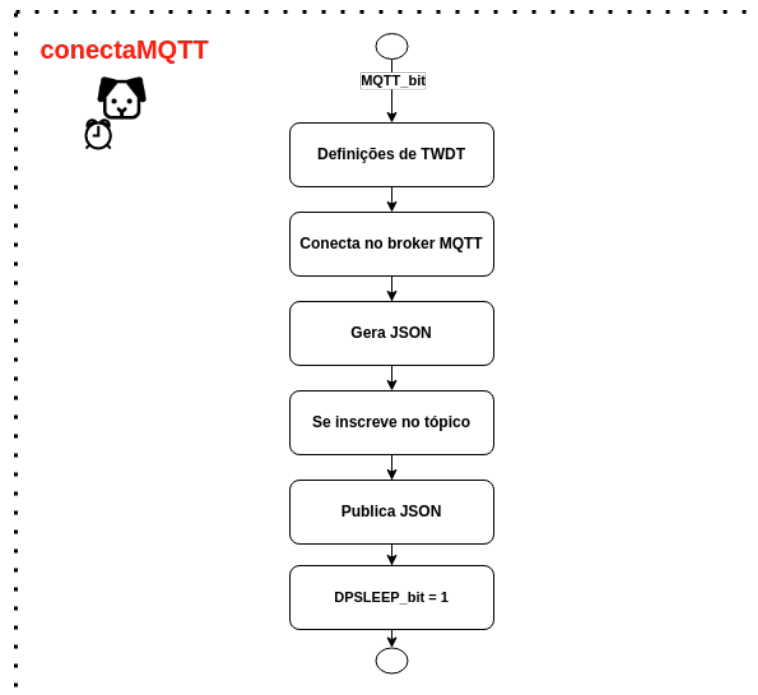 conectaMQTT
MQTT_bit
Definições de TWDT
Conecta no broker MQTT
Gera JSON
Se inscreve no tópico
Publica JSON
DPSLEEP_bit = 1